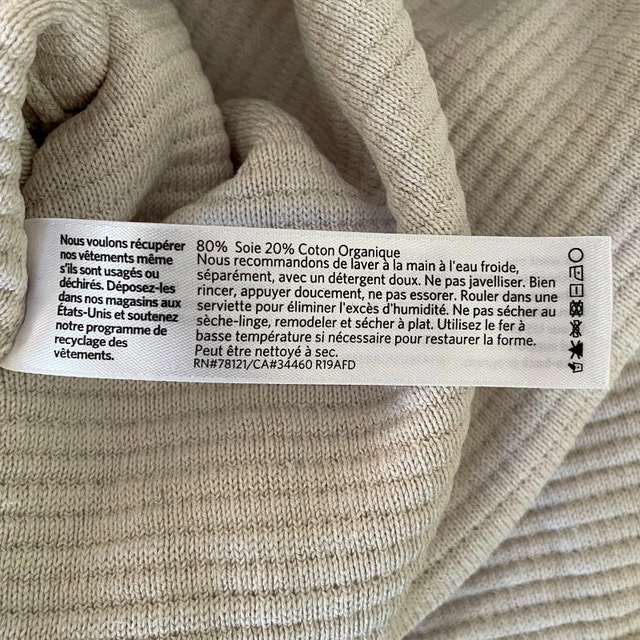 Nous voulons récupérer
nos vêtements même
s'ils sont usagés ou
déchirés. Déposez-les
dans nos magasins aux
États-Unis et soutenez
notre programme de
recyclage des
vêtements.
80% Soie 20% Coton Organique
Nous recommandons de laver à la main à l'eau froide,
séparément, avec un détergent doux. Ne pas javelliser. Bien
rincer, appuyer doucement, ne pas essorer. Rouler dans une
serviette pour éliminer l'excès d'humidité. Ne pas sécher au
sèche-linge, remodeler et sécher à plat. Utilisez le fer à
basse température si nécessaire pour restaurer la forme.
Peut être nettoyé à sec.
RN#78121/CA#34460 R19AFD